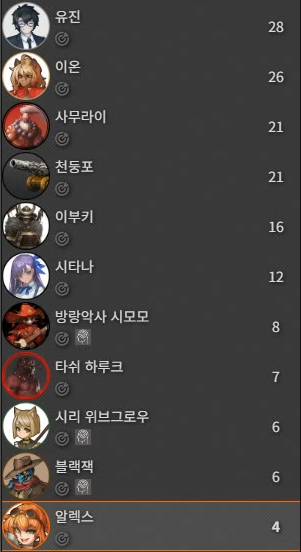 유진 28
이온 26
사무라이 21
천둥포 21
이부키 16
시타나 12
방랑악사 시모모 8
타쉬 하루크 7
시리 위브그로우 6
블랙잭 6
알렉스 4